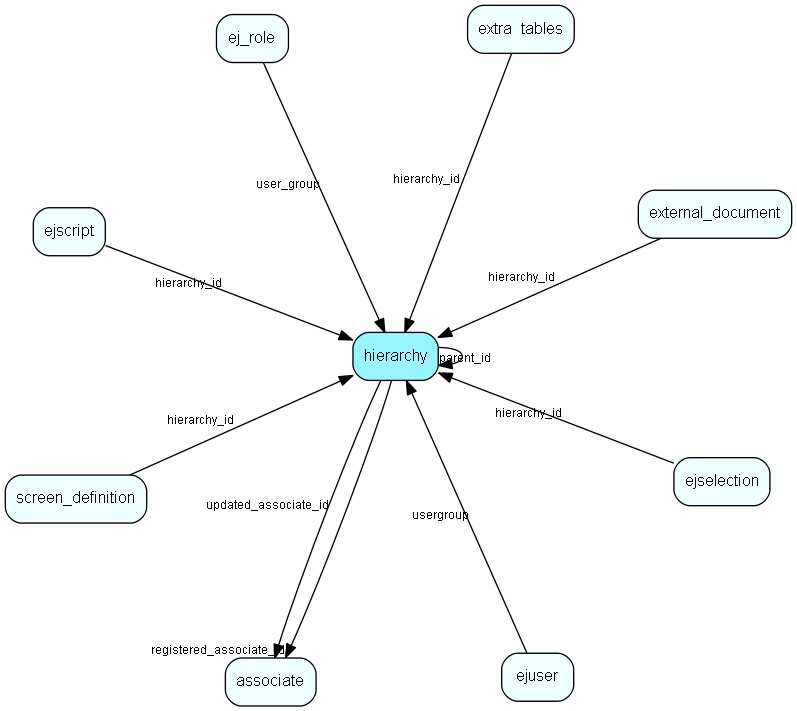 ej_role
extra_tables
user_group
hierarchy_id
external_document
ejscript
hierarchy_id
hierarchy_id
hierarchy
parent_id
hierarchy_id
hierarchy_id
ejselection
screen_definition
updated_associate_id
usergroup
registered_associate_id
associate
ejuser